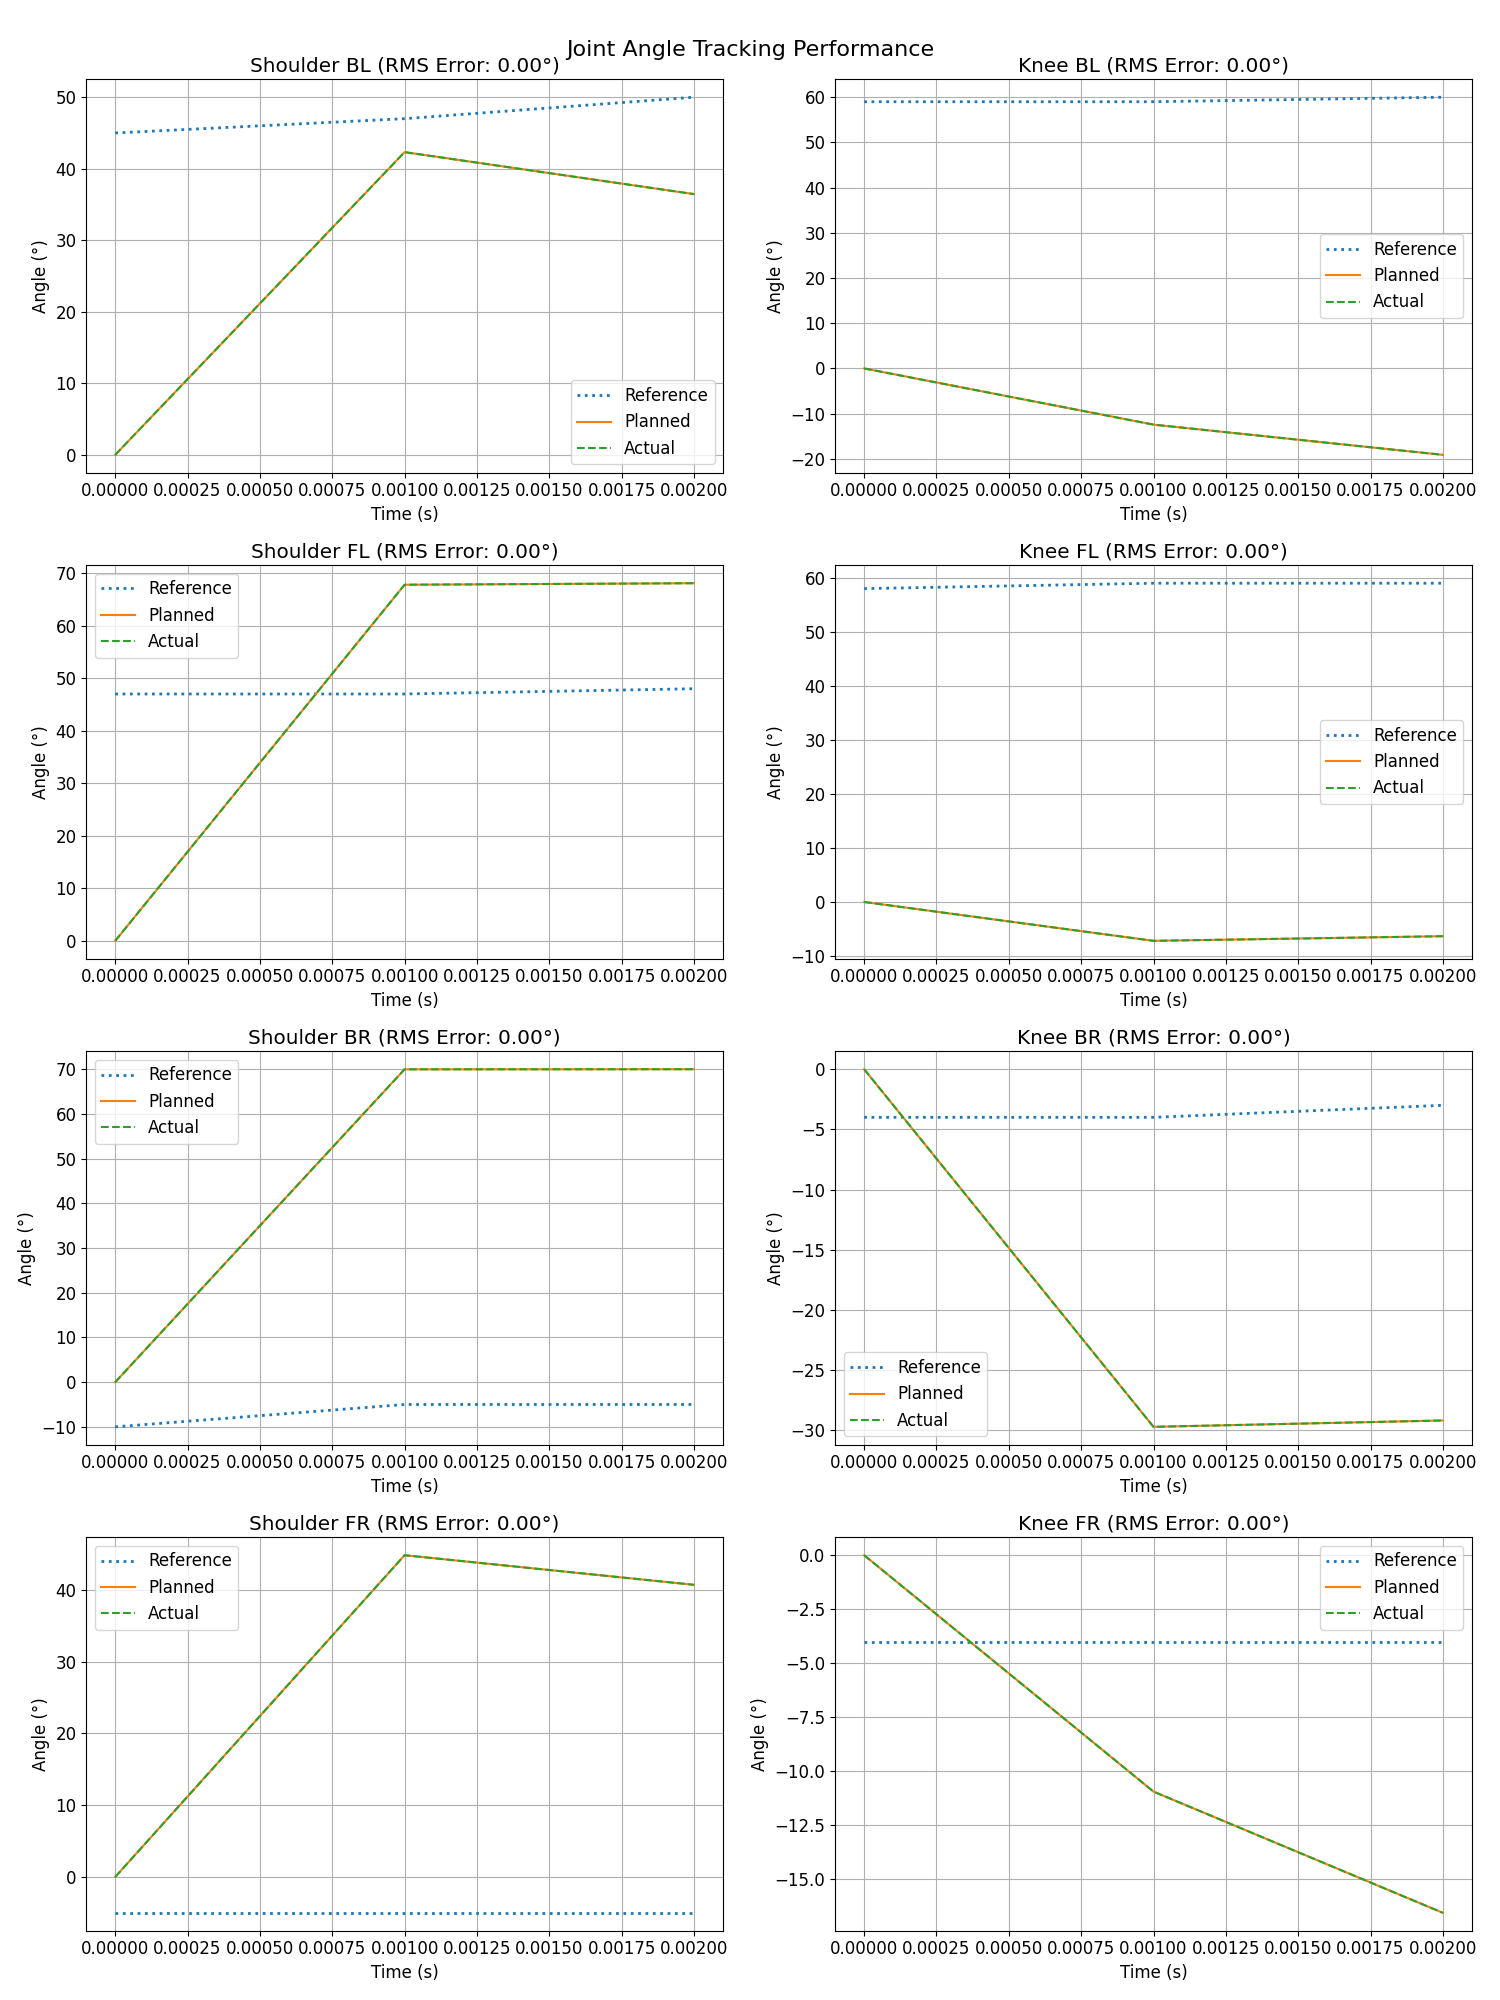 Joint Angle Tracking Performance
Shoulder BL (RMS Error: 0.00°)
50
40
30
20
10
0
Angle (°)
Reference
Planned
Actual
0.00000 0.00025 0.00050 0.00075 0.00100 0.00125 0.00150 0.00175 0.00200
Time (s)
Knee BL (RMS Error: 0.00°)
60
50
40
30
20
10
0
−10
−20
Angle (°)
Reference
Planned
Actual
0.00000 0.00025 0.00050 0.00075 0.00100 0.00125 0.00150 0.00175 0.00200
Time (s)
Shoulder FL (RMS Error: 0.00°)
70
60
50
40
30
20
10
0
Angle (°)
Reference
Planned
Actual
0.00000 0.00025 0.00050 0.00075 0.00100 0.00125 0.00150 0.00175 0.00200
Time (s)
Knee FL (RMS Error: 0.00°)
60
50
40
30
20
10
0
−10
Angle (°)
Reference
Planned
Actual
0.00000 0.00025 0.00050 0.00075 0.00100 0.00125 0.00150 0.00175 0.00200
Time (s)
Shoulder BR (RMS Error: 0.00°)
70
60
50
40
30
20
10
0
−10
Angle (°)
Reference
Planned
Actual
0.00000 0.00025 0.00050 0.00075 0.00100 0.00125 0.00150 0.00175 0.00200
Time (s)
Knee BR (RMS Error: 0.00°)
0
−5
−10
−15
−20
−25
−30
Angle (°)
Reference
Planned
Actual
0.00000 0.00025 0.00050 0.00075 0.00100 0.00125 0.00150 0.00175 0.00200
Time (s)
Shoulder FR (RMS Error: 0.00°)
40
30
20
10
0
Angle (°)
Reference
Planned
Actual
0.00000 0.00025 0.00050 0.00075 0.00100 0.00125 0.00150 0.00175 0.00200
Time (s)
Knee FR (RMS Error: 0.00°)
0.0
−2.5
−5.0
−7.5
−10.0
−12.5
−15.0
Angle (°)
Reference
Planned
Actual
0.00000 0.00025 0.00050 0.00075 0.00100 0.00125 0.00150 0.00175 0.00200
Time (s)